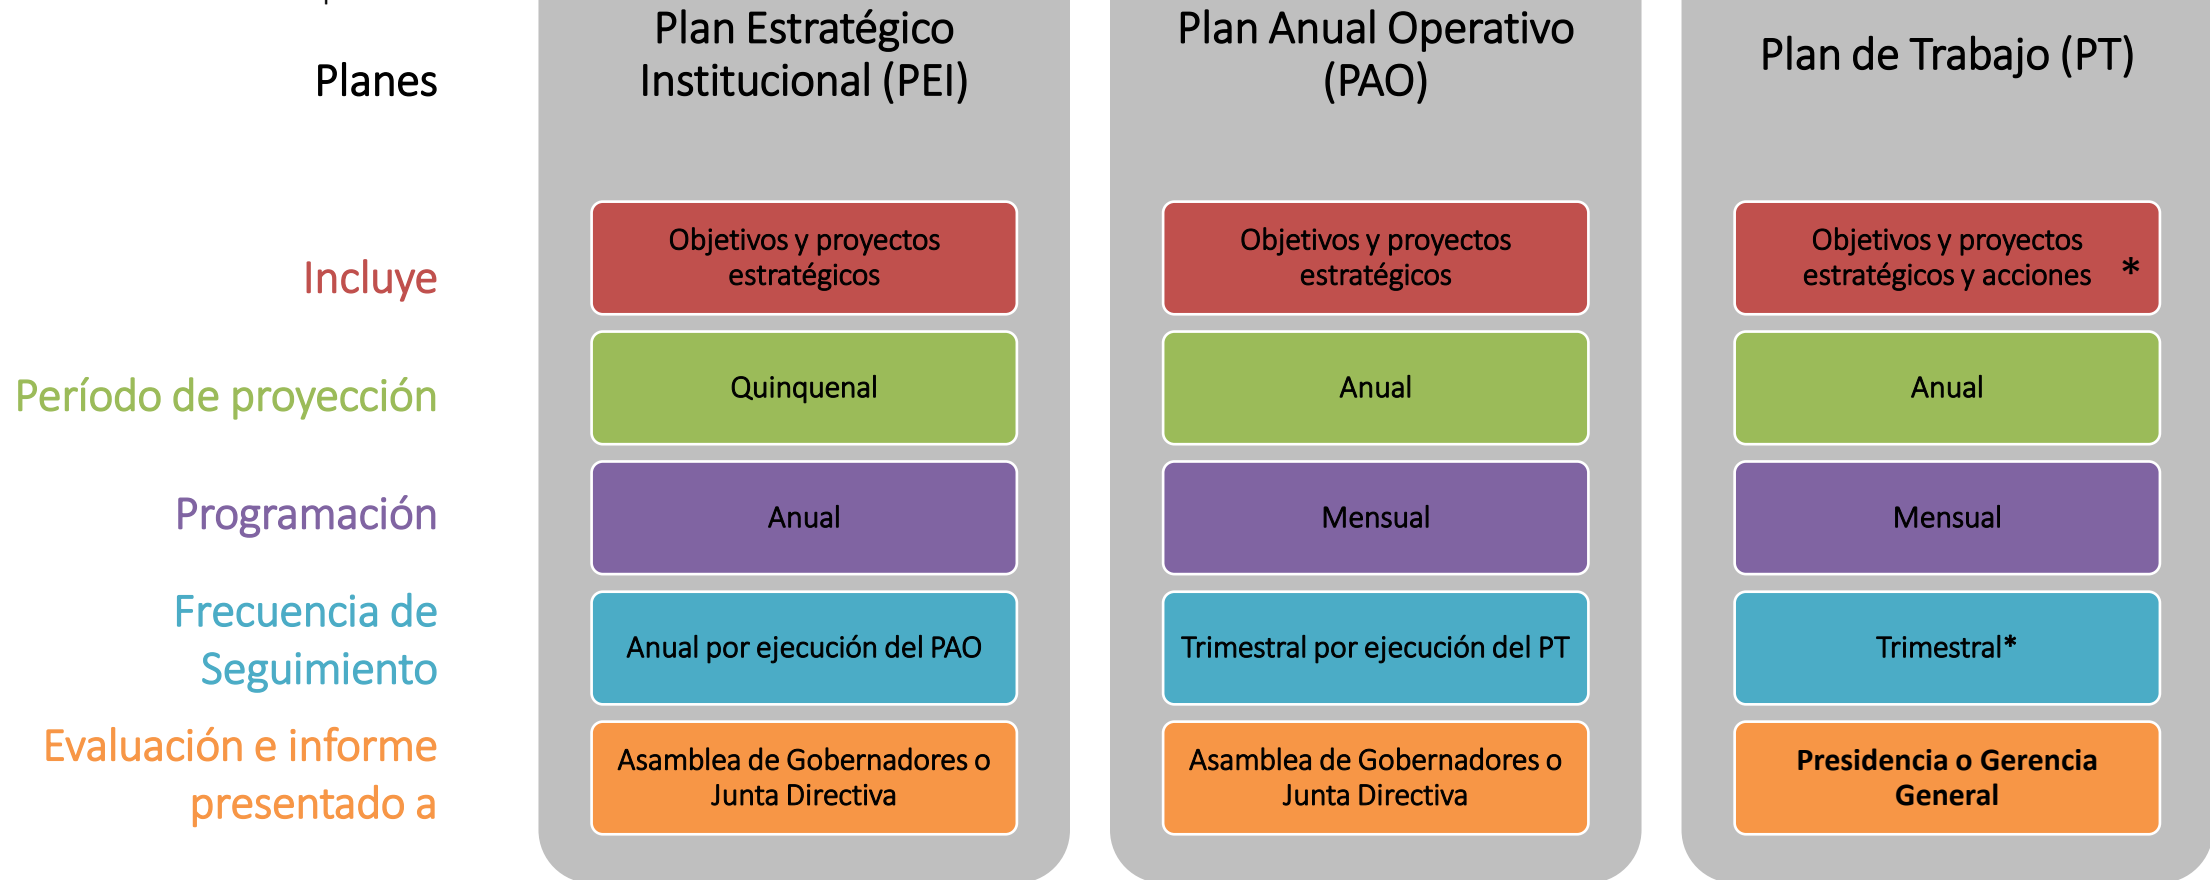 Planes
Plan Estratégico
Institucional (PEI)
Plan Anual Operativo
(PAO)
Plan de Trabajo (PT)
Incluye
Objetivos y proyectos
estratégicos
Objetivos y proyectos
estratégicos
Objetivos y proyectos
estratégicos y acciones *
Período de proyección
Quinquenal
Anual
Anual
Programación
Anual
Mensual
Mensual
Frecuencia de
Seguimiento
Anual por ejecución del PAO
Trimestral por ejecución del PT
Trimestral*
Evaluación e informe
presentado a
Asamblea de Gobernadores o
Junta Directiva
Asamblea de Gobernadores o
Junta Directiva
Presidencia o Gerencia
General